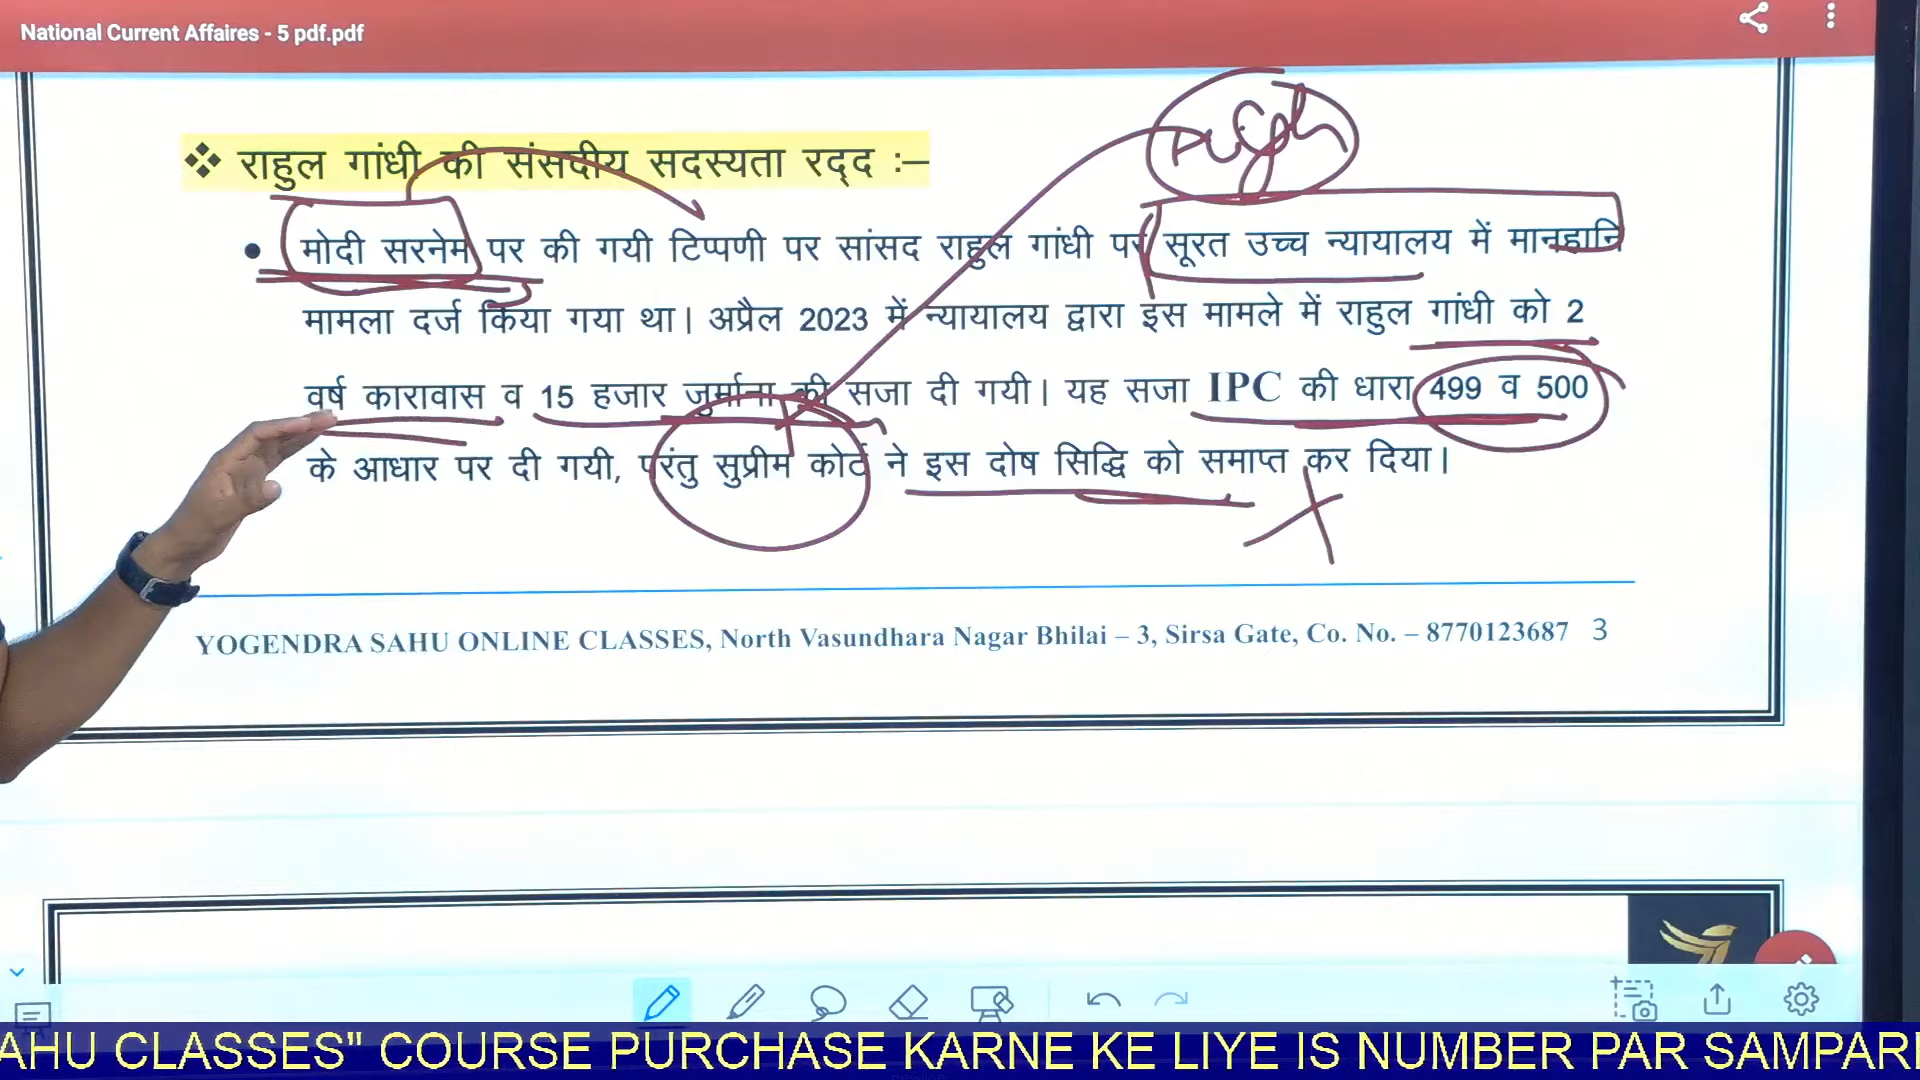 National Current Affaires - 5 pdf.pdf
❖ राहुल गांधी की संसदीय सदस्यता रद्द :–
• मोदी सरनेम पर की गयी टिप्पणी पर सांसद राहुल गांधी पर सूरत उच्च न्यायालय में मानहानि
मामला दर्ज किया गया था। अप्रैल 2023 में न्यायालय द्वारा इस मामले में राहुल गांधी को 2
वर्ष कारावास व 15 हजार जुर्माना की सजा दी गयी। यह सजा IPC की धारा 499 व 500
के आधार पर दी गयी, परंतु सुप्रीम कोर्ट ने इस दोष सिद्धि को समाप्त कर दिया।
YOGENDRA SAHU ONLINE CLASSES, North Vasundhara Nagar Bhilai – 3, Sirsa Gate, Co. No. – 8770123687 3
AHU CLASSES" COURSE PURCHASE KARNE KE LIYE IS NUMBER PAR SAMPAR